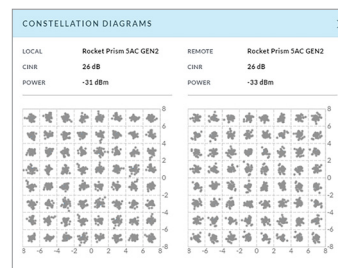 CONSTELLATION DIAGRAMS
LOCAL Rocket Prism 5AC GEN2 REMOTE Rocket Prism 5AC GEN2
CINR 26 dB CINR 26 dB
POWER -31 dBm POWER -33 dBm
8 8
6 6
4 4
2 2
0 0
-2 -2
-4 -4
-6 -6
-8 -8
8 -6 -4 -2 0 2 4 6 8 -8 -6 -4 -2 0 2 4 6 8